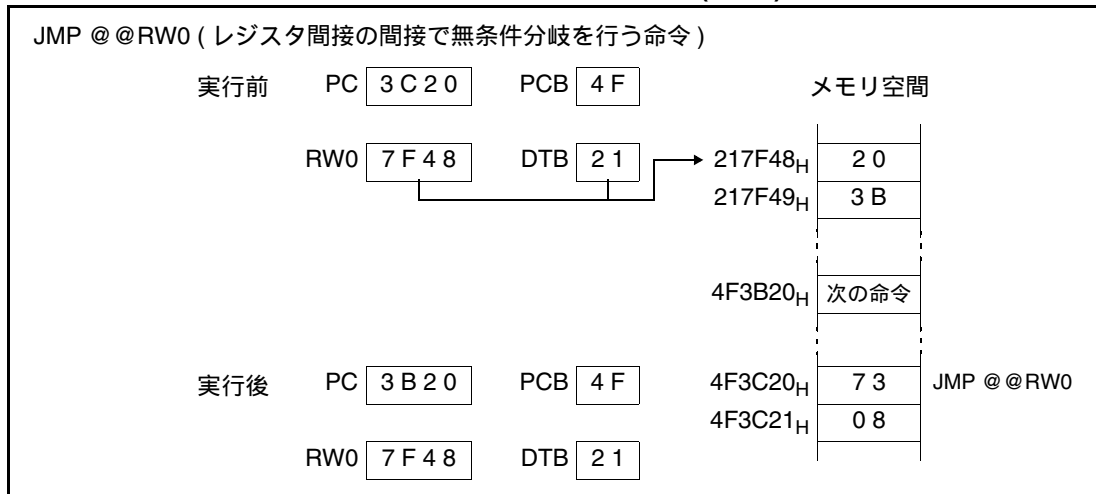 JMP @@RW0 ( レジスタ間接の間接で無条件分岐を行う命令 )
実行前 PC 3C20 PCB 4F メモリ空間
RW0 7F48 DTB 21 217F48H 20
217F49H 3B
4F3B20H 次の命令
実行後 PC 3B20 PCB 4F 4F3C20H 73 JMP @@RW0
4F3C21H 08
RW0 7F48 DTB 21